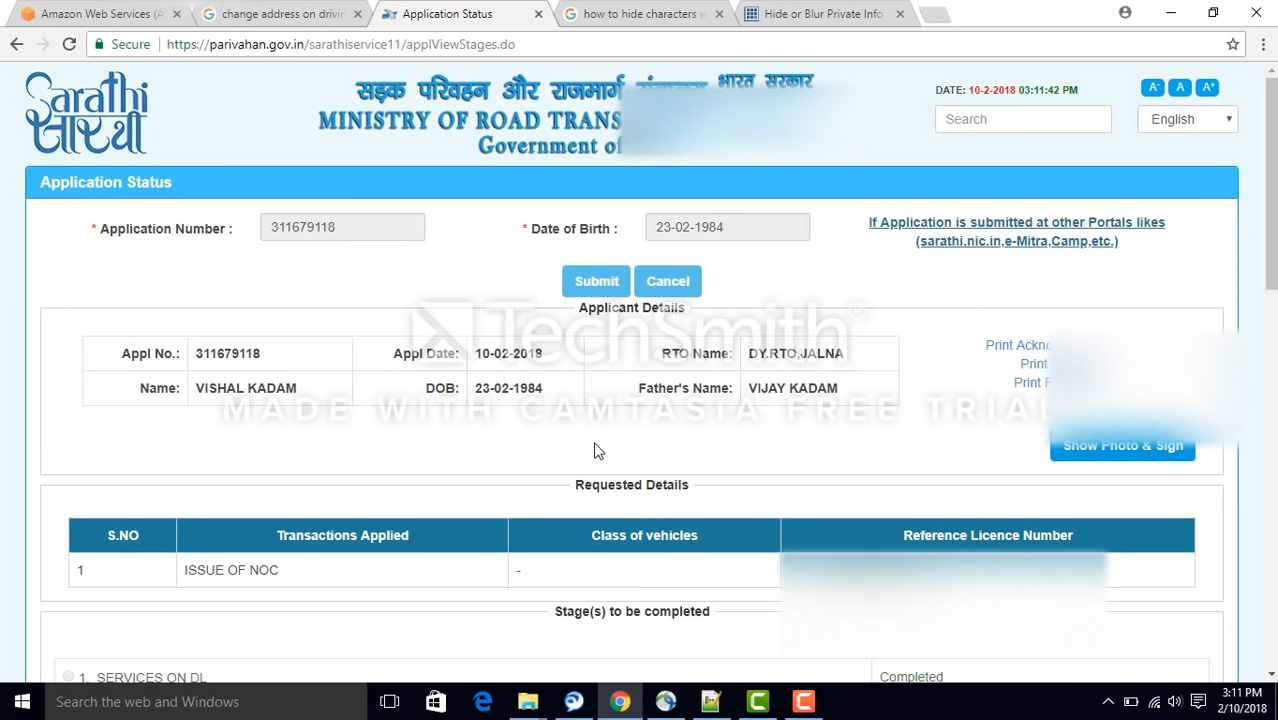 Amazon Web Services (A
change address on drivin
Application Status
how to hide characters w
Hide or Blur Private Info
Secure https://parivahan.gov.in/sarathiservice11/applViewStages.do
Sarathi
सारथी
सड़क परिवहन और राजमार्ग मंत्रालय भारत सरकार
MINISTRY OF ROAD TRANS
Government of
DATE: 10-2-2018 03:11:42 PM
A- A A+
Search
English
Application Status
* Application Number : 311679118 * Date of Birth : 23-02-1984
If Application is submitted at other Portals likes
(sarathi.nic.in,e-Mitra,Camp,etc.)
Submit Cancel
Applicant Details
TechSmith®
Appl No.: 311679118 Appl Date: 10-02-2018 RTO Name: DY.RTO,JALNA
Name: VISHAL KADAM DOB: 23-02-1984 Father's Name: VIJAY KADAM
MADE WITH CAMTASIA FREE TRIAL
Print Ackno
Print
Print F
Show Photo & Sign
Requested Details
S.NO Transactions Applied Class of vehicles Reference Licence Number
1 ISSUE OF NOC -
Stage(s) to be completed
1. SERVICES ON DL Completed
Search the web and Windows
3:11 PM
2/10/2018